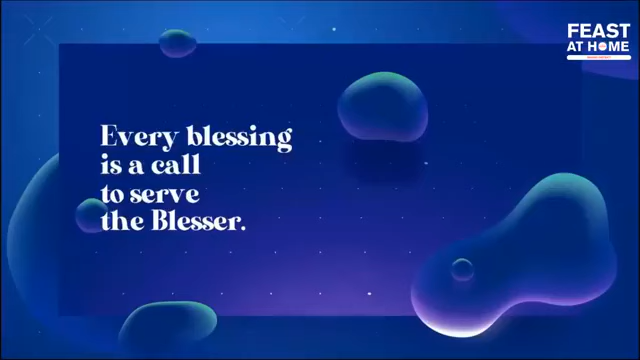 FEAST
AT HOME
Every blessing
is a call
to serve
the Blesser.